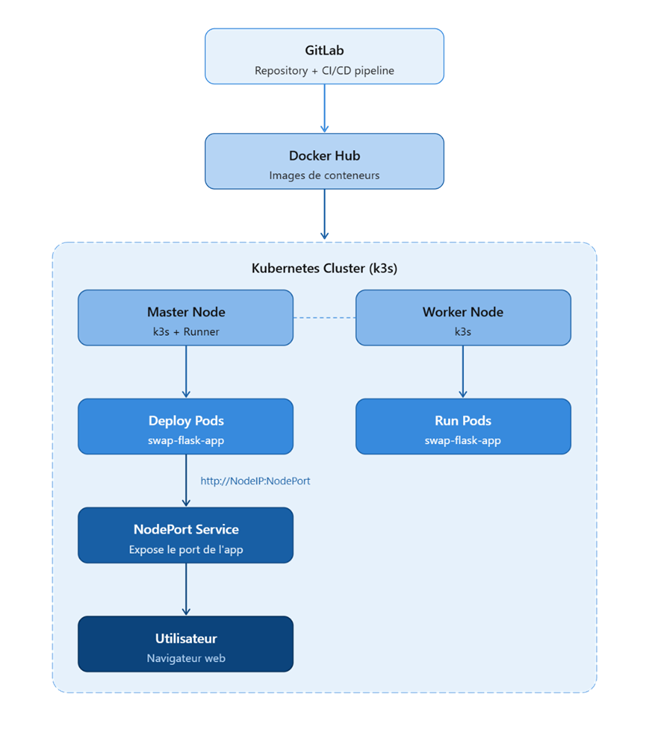 GitLab
Repository + CI/CD pipeline
Docker Hub
Images de conteneurs
Kubernetes Cluster (k3s)
Master Node
k3s + Runner
Worker Node
k3s
Deploy Pods
swap-flask-app
Run Pods
swap-flask-app
http://NodeIP:NodePort
NodePort Service
Expose le port de l'app
Utilisateur
Navigateur web